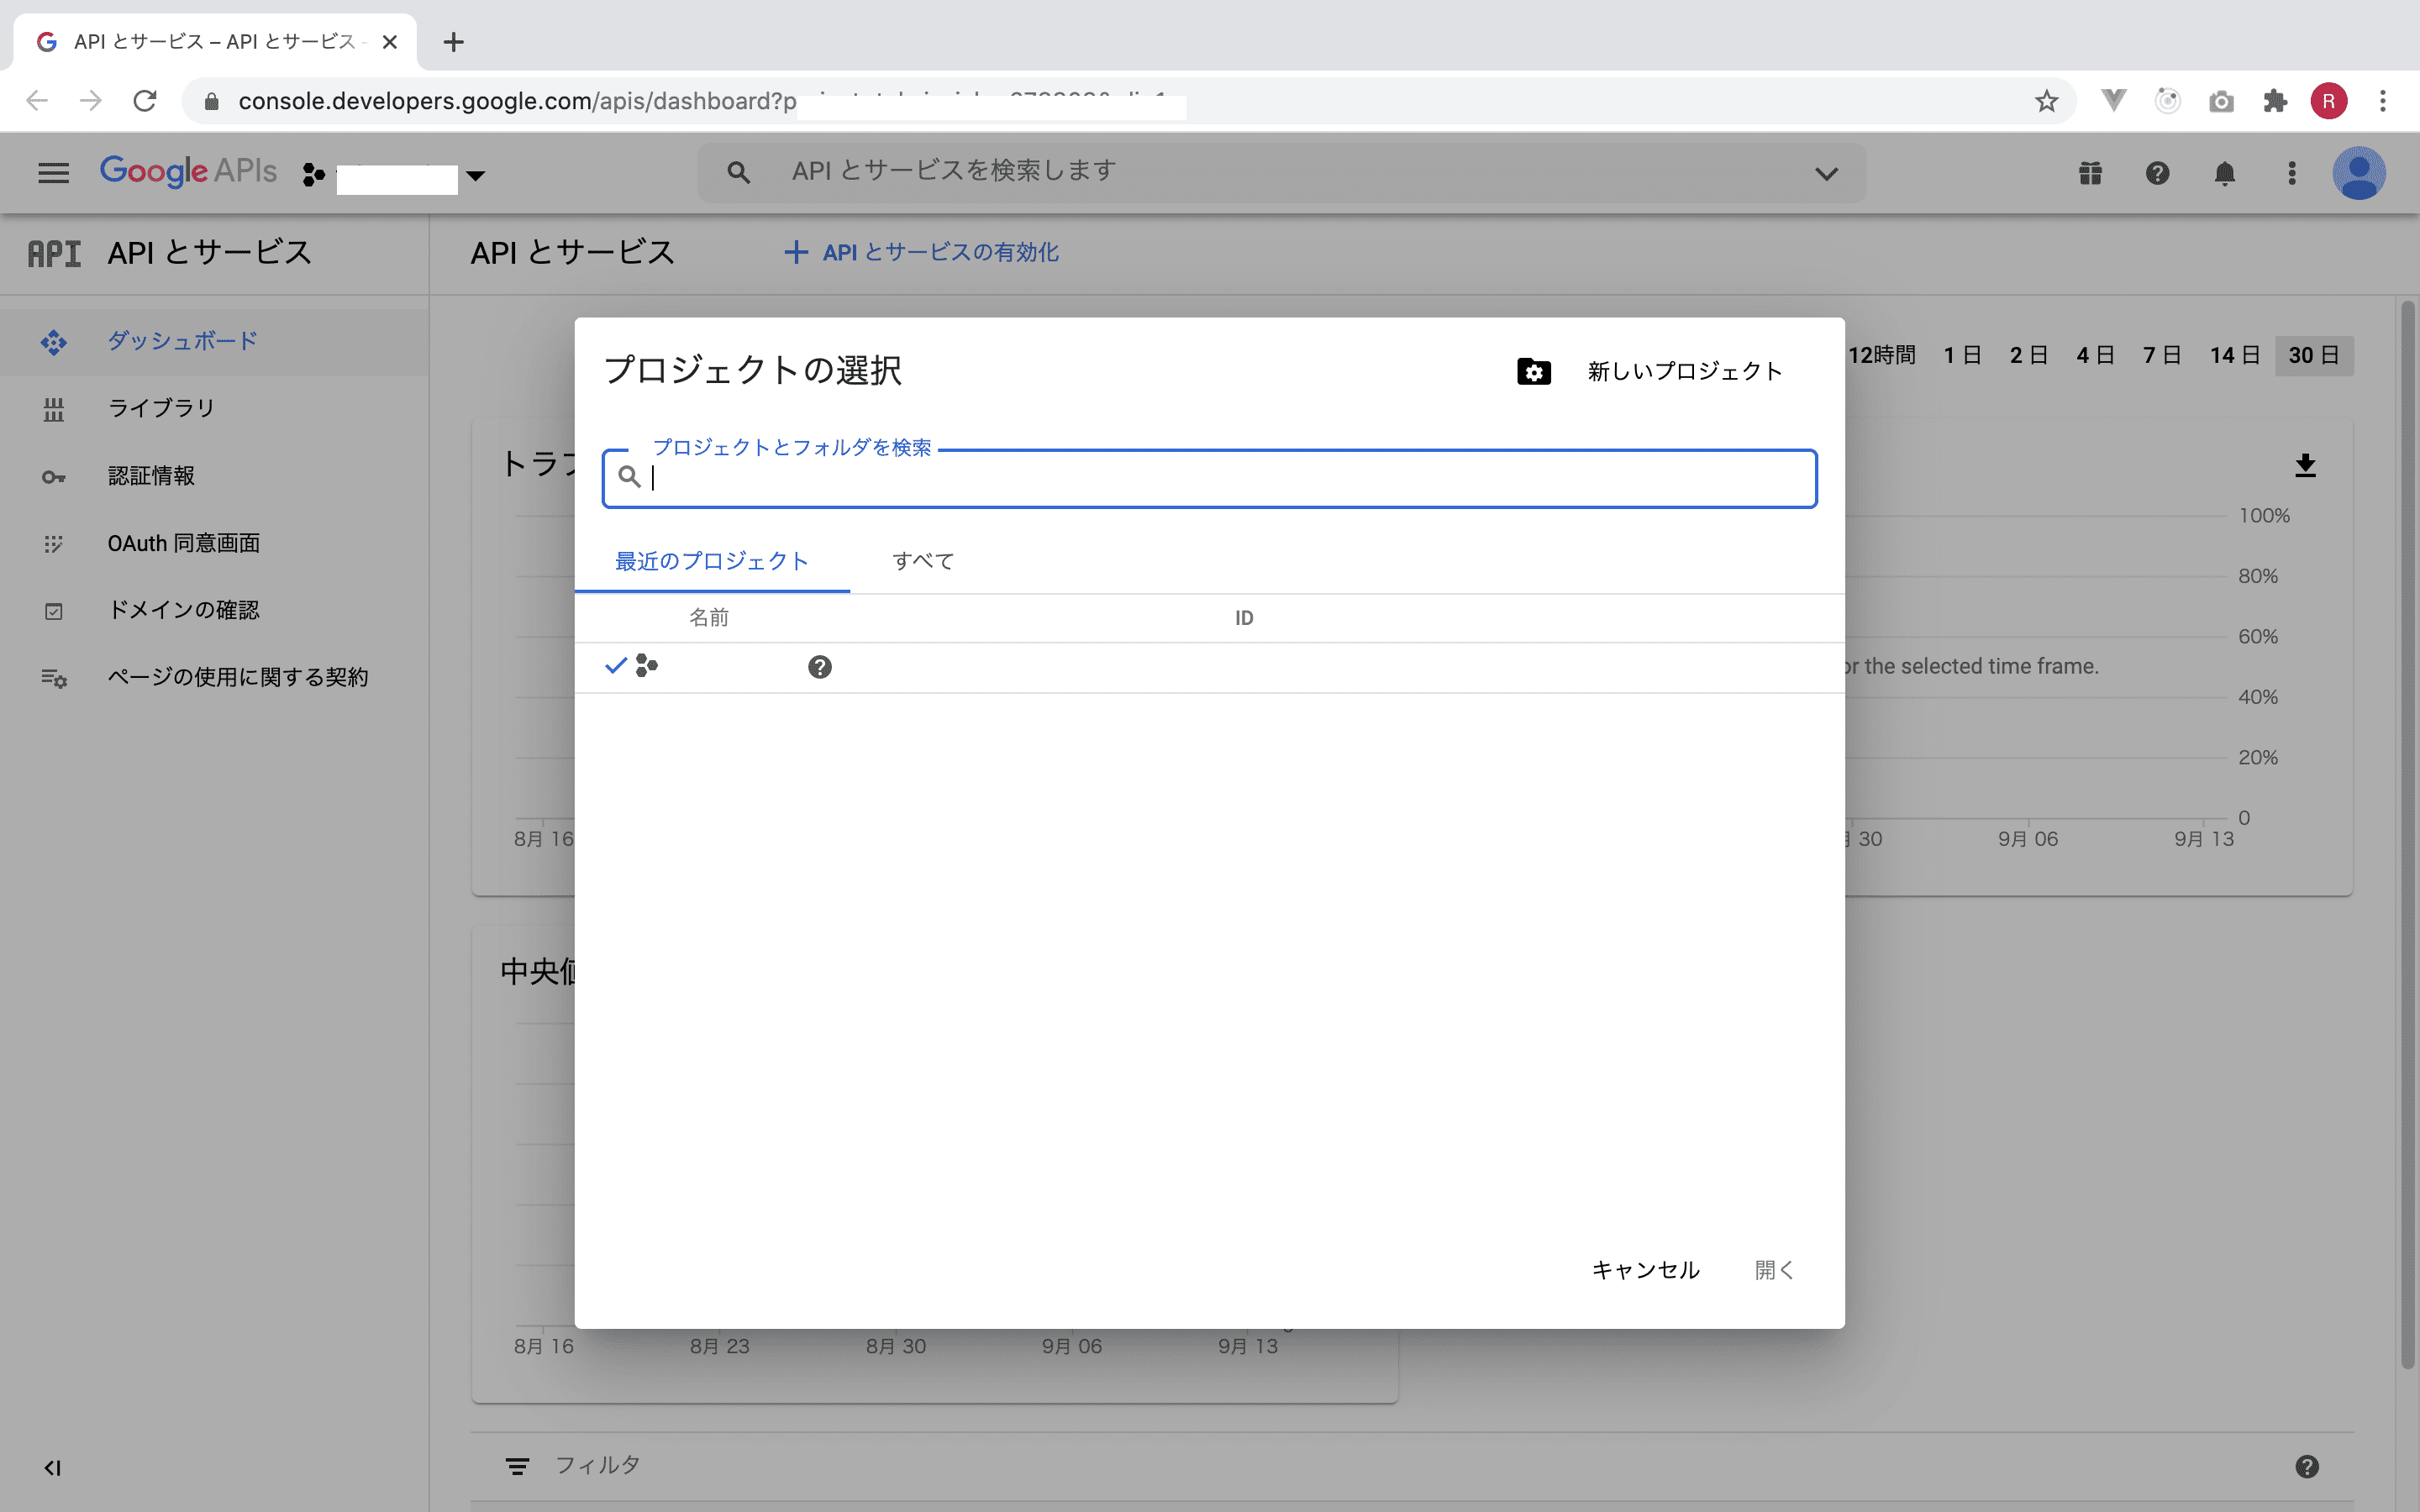 API とサービス – API とサービス
console.developers.google.com/apis/dashboard?p
R
Google APIs
API とサービスを検索します
API
API とサービス
API とサービス
API とサービスの有効化
ダッシュボード
ライブラリ
認証情報
OAuth 同意画面
ドメインの確認
ページの使用に関する契約
12時間
1 日
2 日
4 日
7 日
14 日
30 日
プロジェクトの選択
新しいプロジェクト
プロジェクトとフォルダを検索
最近のプロジェクト
すべて
名前
ID
キャンセル
開く
トラフ
100%
80%
60%
or the selected time frame.
40%
20%
0
8月 16
月 30
9月 06
9月 13
中央値
8月 16
8月 23
8月 30
9月 06
9月 13
フィルタ